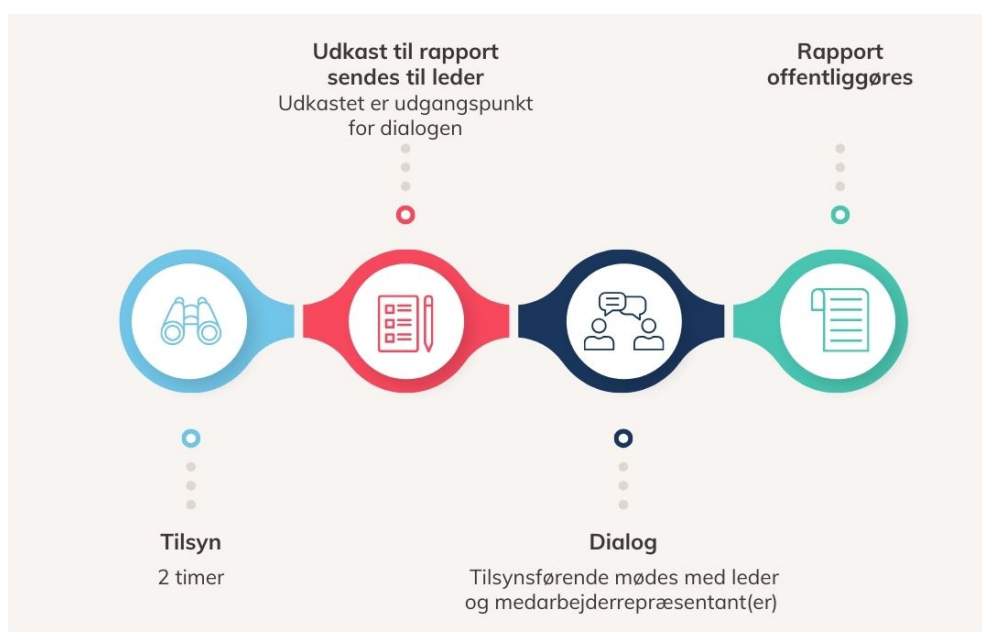 Udkast til rapport
sendes til leder
Udkastet er udgangspunkt
for dialogen
Rapport
offentliggøres
Tilsyn
2 timer
Dialog
Tilsynsførende mødes med leder
og medarbejderrepræsentant(er)